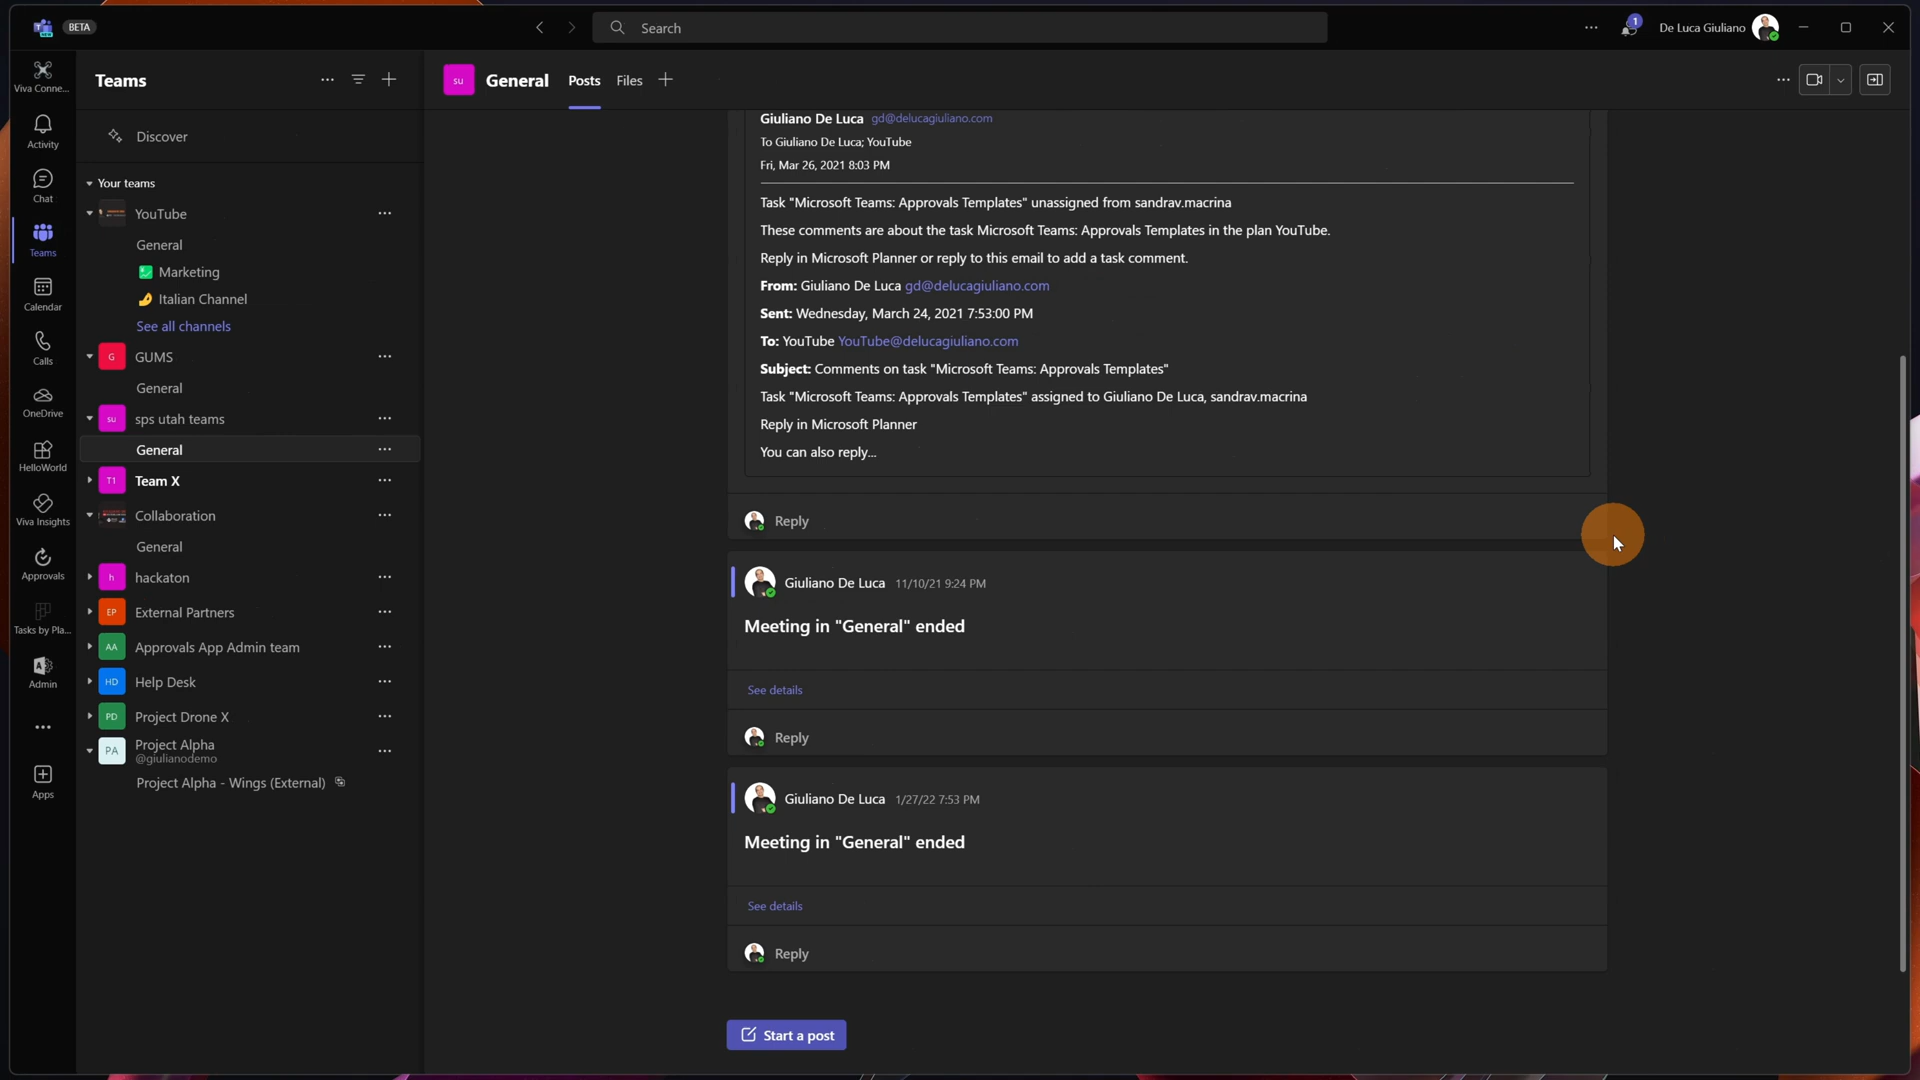 BETA
Search
1
De Luca Giuliano
Viva Conne...
Activity
Chat
Teams
Calendar
Calls
OneDrive
HelloWorld
Viva Insights
Approvals
Tasks by Pla...
Admin
Apps
Teams
Discover
Your teams
YouTube
General
Marketing
Italian Channel
See all channels
G GUMS
General
su sps utah teams
General
T1 Team X
Collaboration
General
h hackaton
EP External Partners
AA Approvals App Admin team
HD Help Desk
PD Project Drone X
PA Project Alpha
@giulianodemo
Project Alpha - Wings (External)
su General Posts Files
Giuliano De Luca gd@delucagiuliano.com
To Giuliano De Luca; YouTube
Fri, Mar 26, 2021 8:03 PM
Task "Microsoft Teams: Approvals Templates" unassigned from sandrav.macrina
These comments are about the task Microsoft Teams: Approvals Templates in the plan YouTube.
Reply in Microsoft Planner or reply to this email to add a task comment.
From: Giuliano De Luca gd@delucagiuliano.com
Sent: Wednesday, March 24, 2021 7:53:00 PM
To: YouTube YouTube@delucagiuliano.com
Subject: Comments on task "Microsoft Teams: Approvals Templates"
Task "Microsoft Teams: Approvals Templates" assigned to Giuliano De Luca, sandrav.macrina
Reply in Microsoft Planner
You can also reply...
Reply
Giuliano De Luca 11/10/21 9:24 PM
Meeting in "General" ended
See details
Reply
Giuliano De Luca 1/27/22 7:53 PM
Meeting in "General" ended
See details
Reply
Start a post